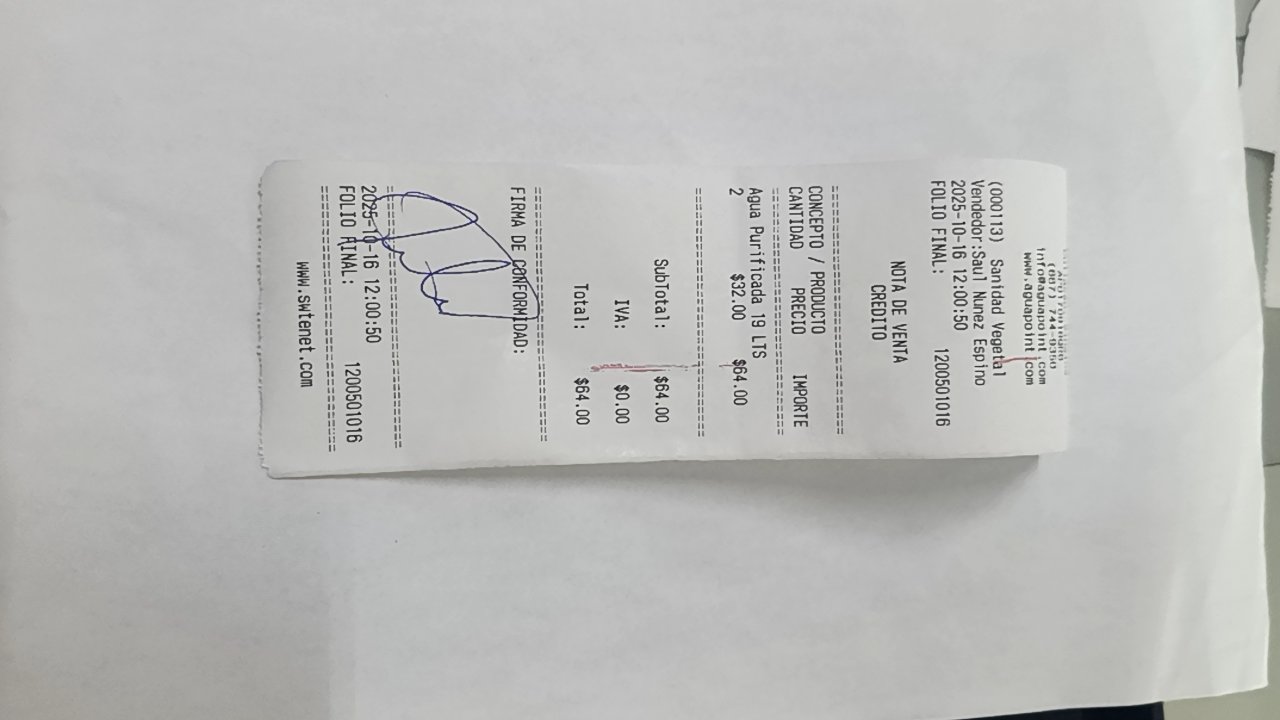 info@aguapoint.com
www.aguapoint.com
(000113) Sanidad Vegetal
Vendedor:Saul Nunez Espino
2025-10-16 12:00:50
FOLIO FINAL: 1200501016
NOTA DE VENTA
CREDITO
==============================
CONCEPTO / PRODUCTO
CANTIDAD PRECIO IMPORTE
==============================
Agua Purificada 19 LTS
2 $32.00 $64.00
==============================
SubTotal: $64.00
IVA: $0.00
Total: $64.00
==============================
FIRMA DE CONFORMIDAD:
==============================
2025-10-16 12:00:50
FOLIO FINAL: 1200501016
==============================
www.swtenet.com